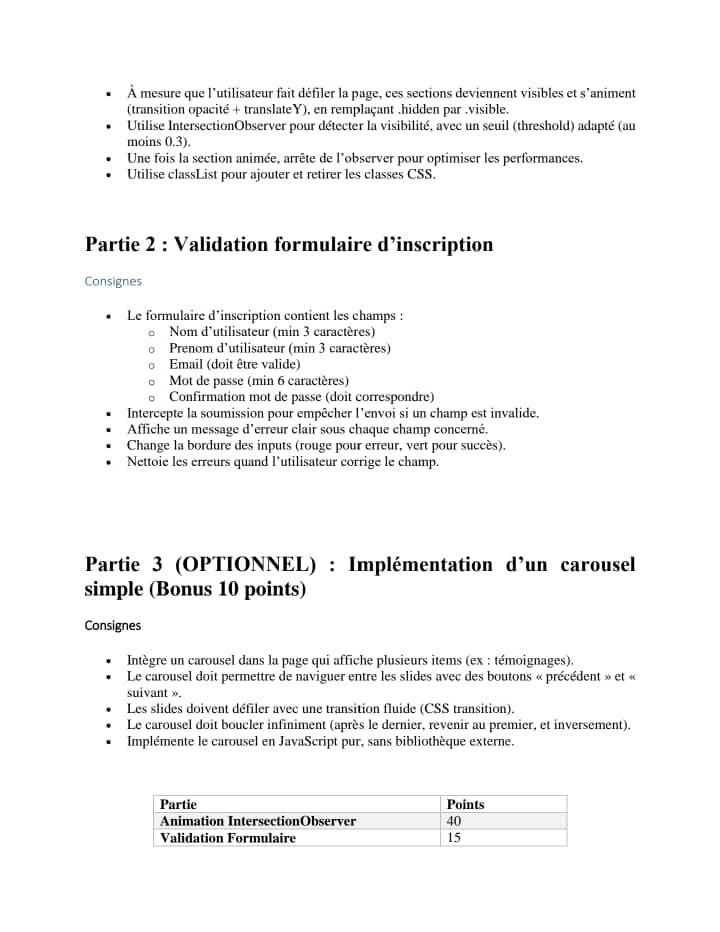 • À mesure que l’utilisateur fait défiler la page, ces sections deviennent visibles et s’animent
(transition opacité + translateY), en remplaçant .hidden par .visible.
• Utilise IntersectionObserver pour détecter la visibilité, avec un seuil (threshold) adapté (au
moins 0.3).
• Une fois la section animée, arrête de l’observer pour optimiser les performances.
• Utilise classList pour ajouter et retirer les classes CSS.
Partie 2 : Validation formulaire d’inscription
Consignes
• Le formulaire d’inscription contient les champs :
o Nom d’utilisateur (min 3 caractères)
o Prenom d’utilisateur (min 3 caractères)
o Email (doit être valide)
o Mot de passe (min 6 caractères)
o Confirmation mot de passe (doit correspondre)
• Intercepte la soumission pour empêcher l’envoi si un champ est invalide.
• Affiche un message d’erreur clair sous chaque champ concerné.
• Change la bordure des inputs (rouge pour erreur, vert pour succès).
• Nettoie les erreurs quand l’utilisateur corrige le champ.
Partie 3 (OPTIONNEL) : Implémentation d’un carousel
simple (Bonus 10 points)
Consignes
• Intègre un carousel dans la page qui affiche plusieurs items (ex : témoignages).
• Le carousel doit permettre de naviguer entre les slides avec des boutons « précédent » et «
suivant ».
• Les slides doivent défiler avec une transition fluide (CSS transition).
• Le carousel doit boucler infiniment (après le dernier, revenir au premier, et inversement).
• Implémente le carousel en JavaScript pur, sans bibliothèque externe.
Partie Points
Animation IntersectionObserver 40
Validation Formulaire 15